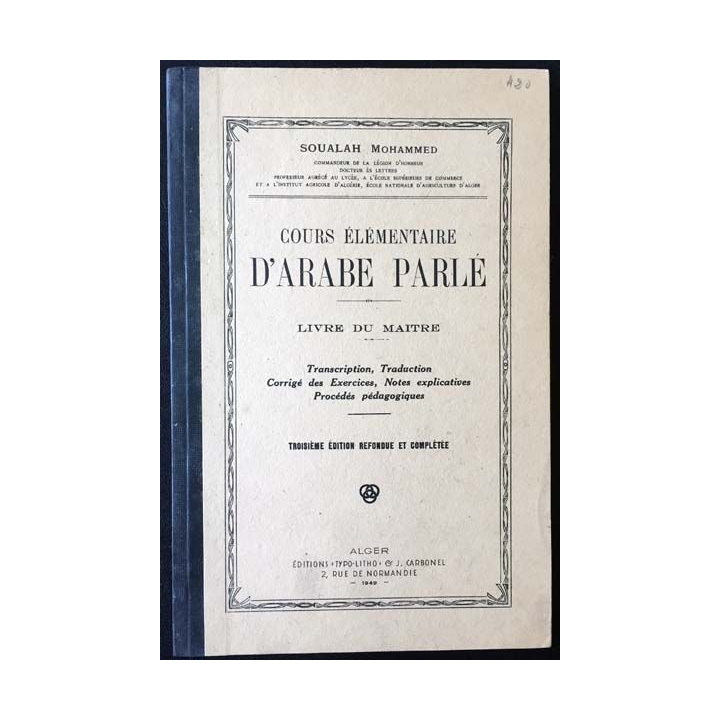 420
SOUALAH MOHAMMED
COMMANDEUR DE LA LÉGION D'HONNEUR
DOCTEUR ÈS LETTRES
PROFESSEUR AGRÉGÉ AU LYCÉE, A L'ÉCOLE SUPÉRIEURE DE COMMERCE
ET A L'INSTITUT AGRICOLE D'ALGÉRIE, ÉCOLE NATIONALE D'AGRICULTURE D'ALGER
COURS ÉLÉMENTAIRE
D'ARABE PARLÉ
LIVRE DU MAITRE
Transcription, Traduction
Corrigé des Exercices, Notes explicatives
Procédés pédagogiques
TROISIÈME ÉDITION REFONDUE ET COMPLÉTÉE
ALGER
ÉDITIONS «TYPO-LITHO» & J. CARBONEL
2, RUE DE NORMANDIE
— 1949 —